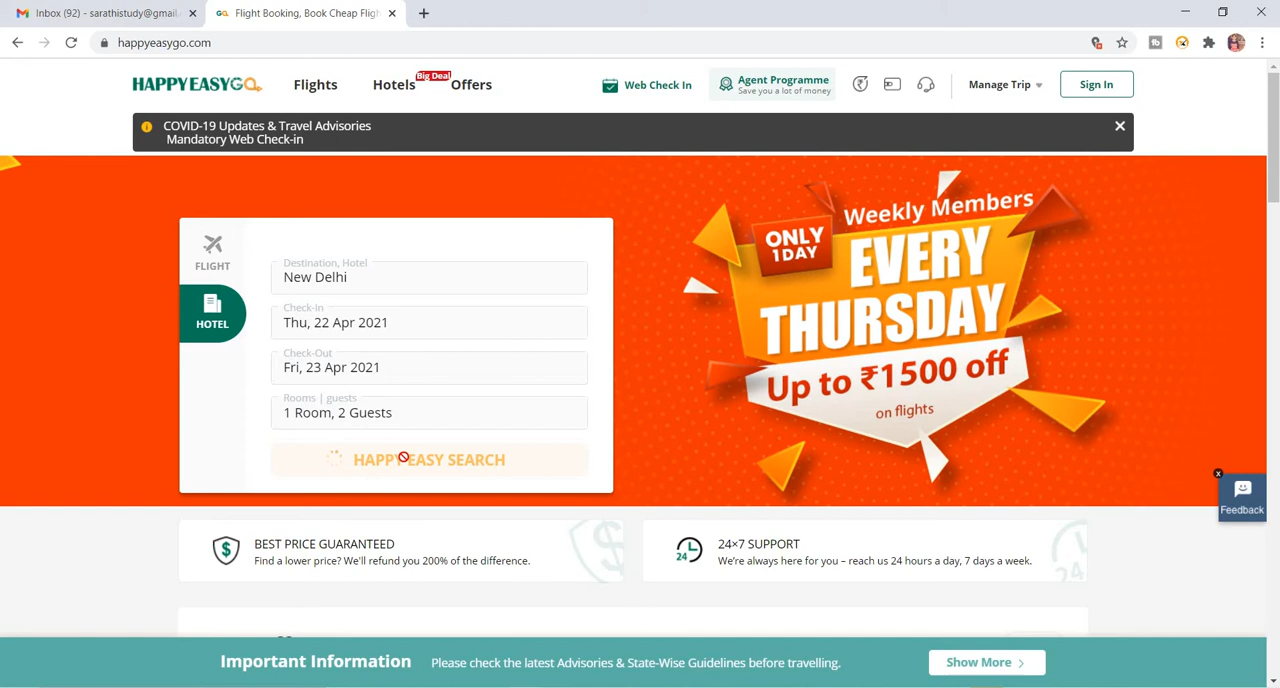 Inbox (92) - sarathistudy@gmail.
Flight Booking, Book Cheap Fligh
happyeasygo.com
HAPPYEASYGO
Flights
Hotels
Big Deal
Offers
Web Check In
Agent Programme
Save you a lot of money
Manage Trip
Sign In
COVID-19 Updates & Travel Advisories
Mandatory Web Check-in
FLIGHT
HOTEL
Destination, Hotel
New Delhi
Check-In
Thu, 22 Apr 2021
Check-Out
Fri, 23 Apr 2021
Rooms | guests
1 Room, 2 Guests
HAPPY EASY SEARCH
Weekly Members
ONLY
1DAY
EVERY
THURSDAY
Up to ₹1500 off
on flights
x
Feedback
BEST PRICE GUARANTEED
Find a lower price? We'll refund you 200% of the difference.
24×7 SUPPORT
We're always here for you – reach us 24 hours a day, 7 days a week.
Important Information
Please check the latest Advisories & State-Wise Guidelines before travelling.
Show More